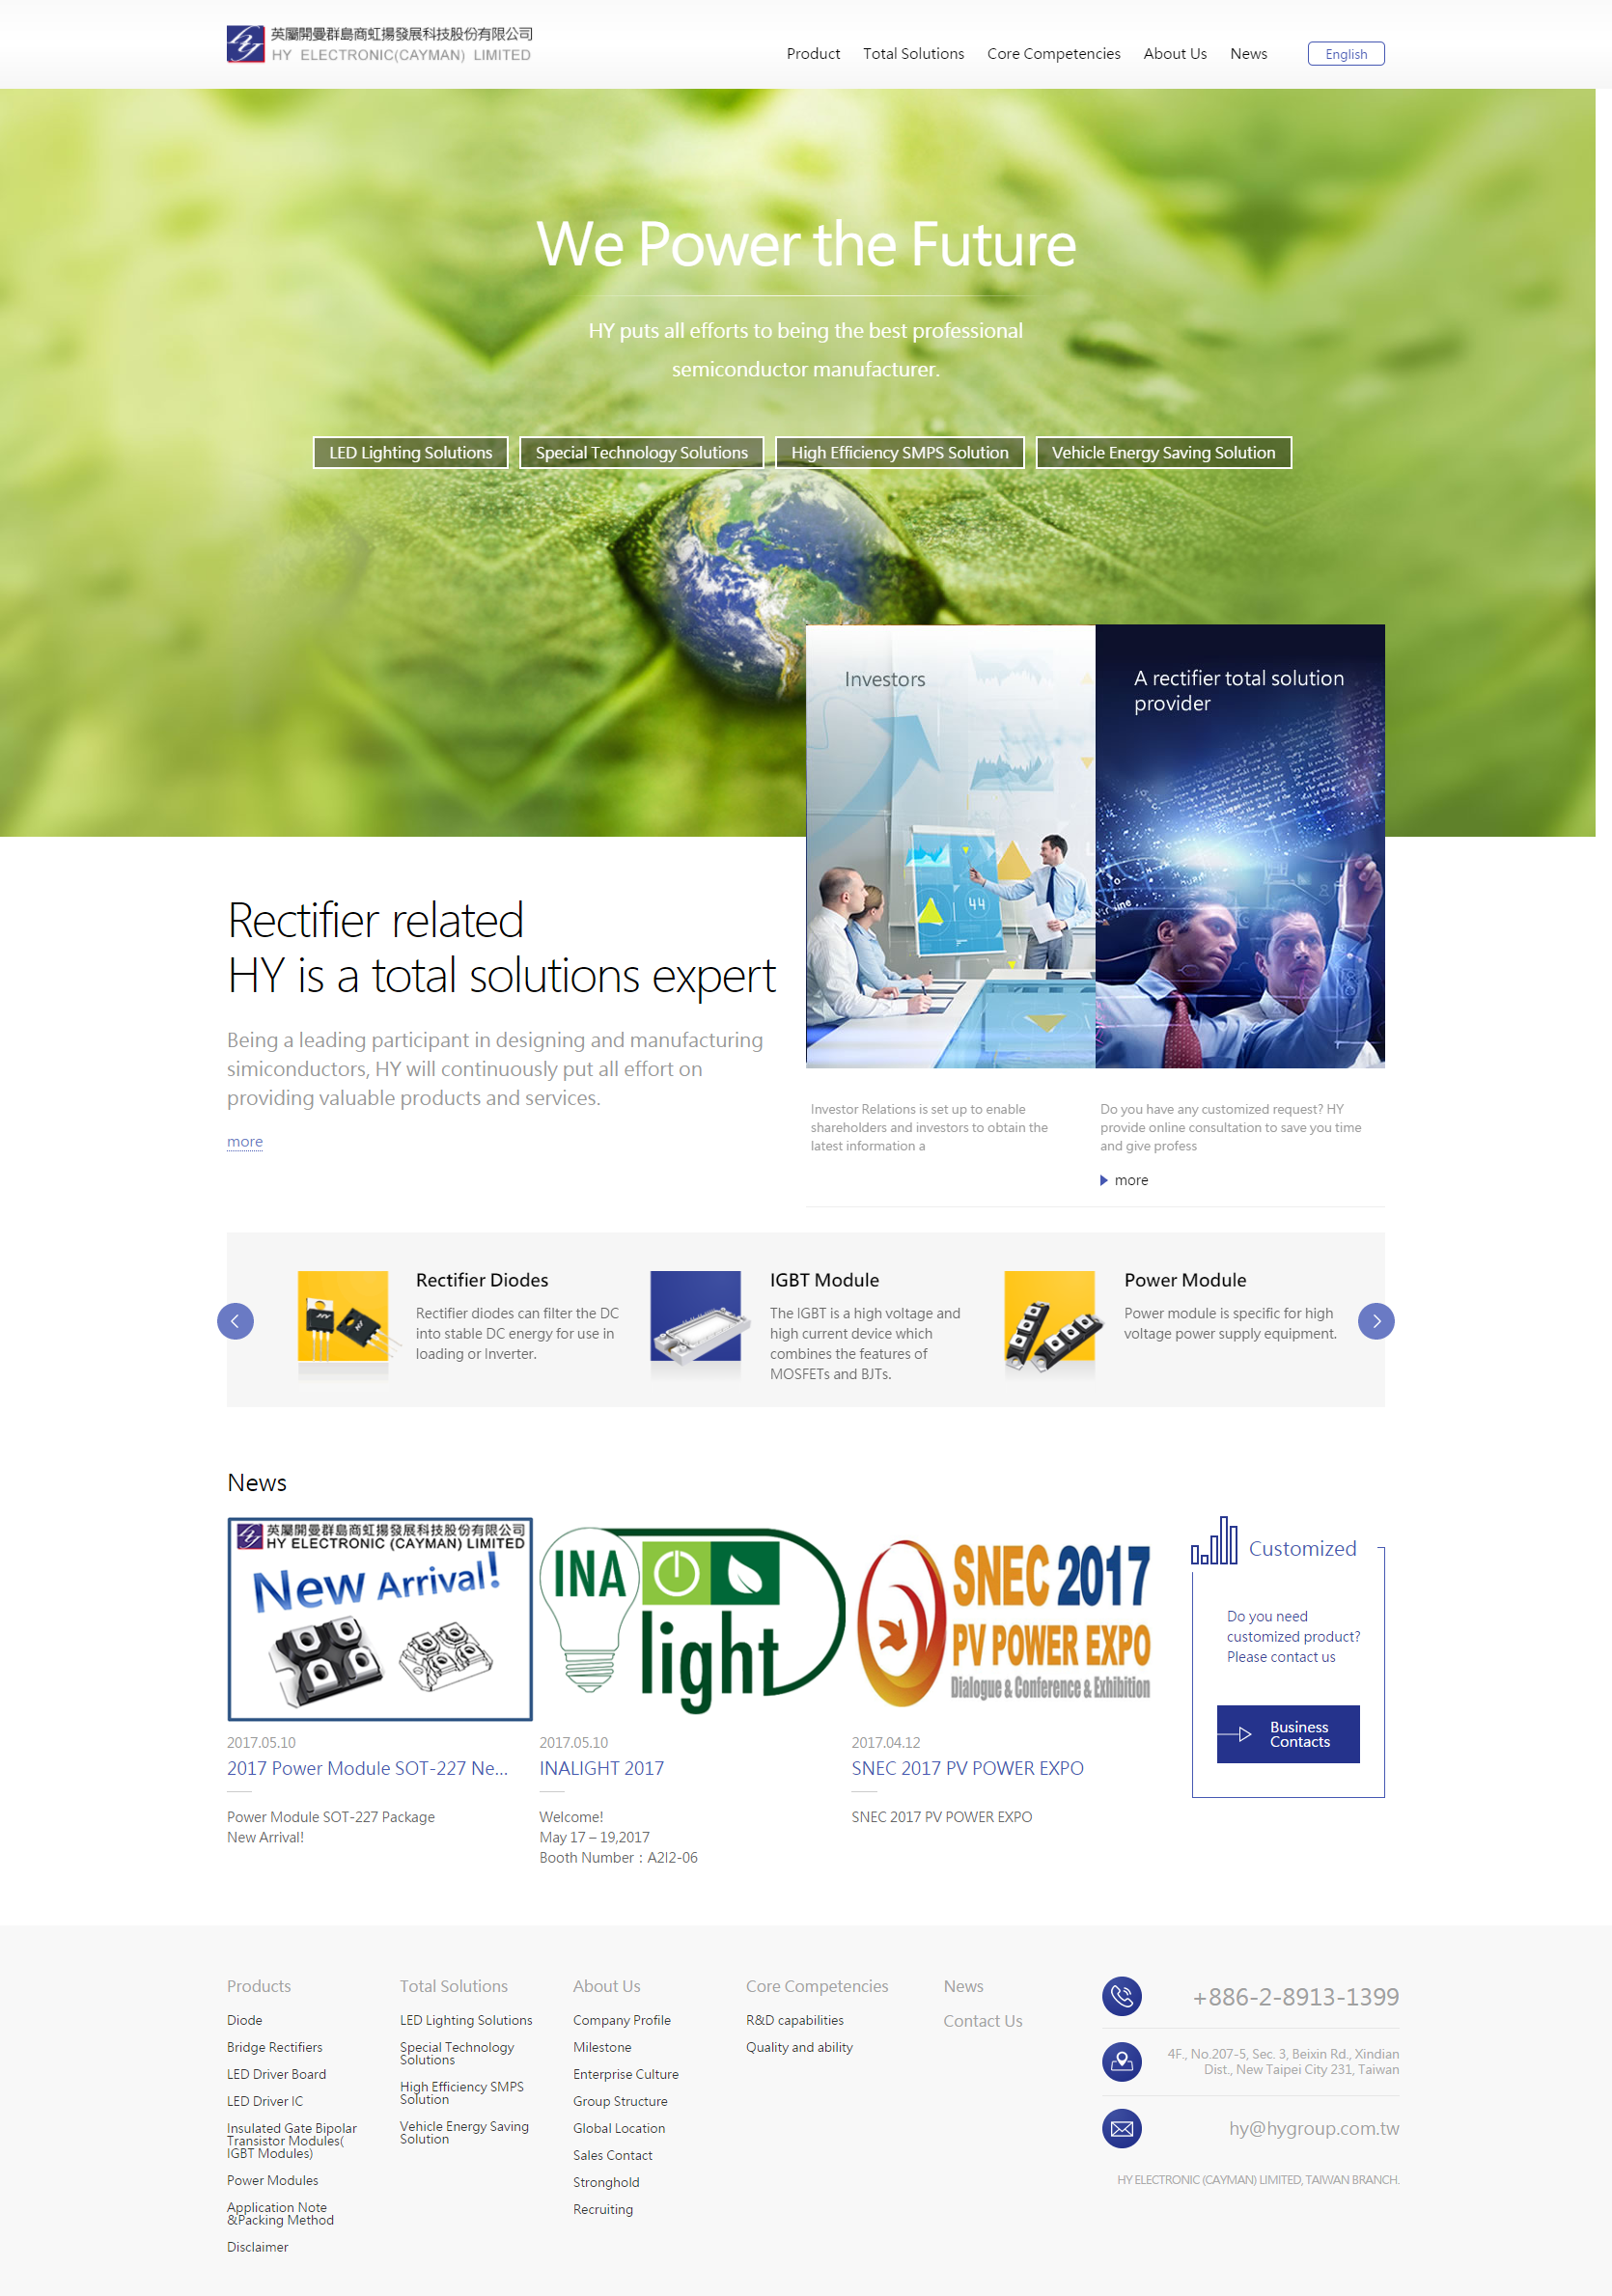 英屬開曼群島商虹揚發展科技股份有限公司
HY ELECTRONIC(CAYMAN) LIMITED
Product Total Solutions Core Competencies About Us News English
We Power the Future
HY puts all efforts to being the best professional
semiconductor manufacturer.
LED Lighting Solutions Special Technology Solutions High Efficiency SMPS Solution Vehicle Energy Saving Solution
Investors
A rectifier total solution
provider
44
Rectifier related
HY is a total solutions expert
Being a leading participant in designing and manufacturing
simiconductors, HY will continuously put all effort on
providing valuable products and services.
more
Investor Relations is set up to enable
shareholders and investors to obtain the
latest information a
Do you have any customized request? HY
provide online consultation to save you time
and give profess
more
Rectifier Diodes
Rectifier diodes can filter the DC
into stable DC energy for use in
loading or Inverter.
IGBT Module
The IGBT is a high voltage and
high current device which
combines the features of
MOSFETs and BJTs.
Power Module
Power module is specific for high
voltage power supply equipment.
News
英屬開曼群島商虹揚發展科技股份有限公司
HY ELECTRONIC (CAYMAN) LIMITED
New Arrival!
2017.05.10
2017 Power Module SOT-227 Ne...
Power Module SOT-227 Package
New Arrival!
INA
light
2017.05.10
INALIGHT 2017
Welcome!
May 17 – 19,2017
Booth Number：A2I2-06
SNEC 2017
PV POWER EXPO
Dialogue & Conference & Exhibition
2017.04.12
SNEC 2017 PV POWER EXPO
SNEC 2017 PV POWER EXPO
Customized
Do you need
customized product?
Please contact us
Business
Contacts
Products
Diode
Bridge Rectifiers
LED Driver Board
LED Driver IC
Insulated Gate Bipolar
Transistor Modules(
IGBT Modules)
Power Modules
Application Note
&Packing Method
Disclaimer
Total Solutions
LED Lighting Solutions
Special Technology
Solutions
High Efficiency SMPS
Solution
Vehicle Energy Saving
Solution
About Us
Company Profile
Milestone
Enterprise Culture
Group Structure
Global Location
Sales Contact
Stronghold
Recruiting
Core Competencies
R&D capabilities
Quality and ability
News
Contact Us
+886-2-8913-1399
4F., No.207-5, Sec. 3, Beixin Rd., Xindian
Dist., New Taipei City 231, Taiwan
hy@hygroup.com.tw
HY ELECTRONIC (CAYMAN) LIMITED, TAIWAN BRANCH.